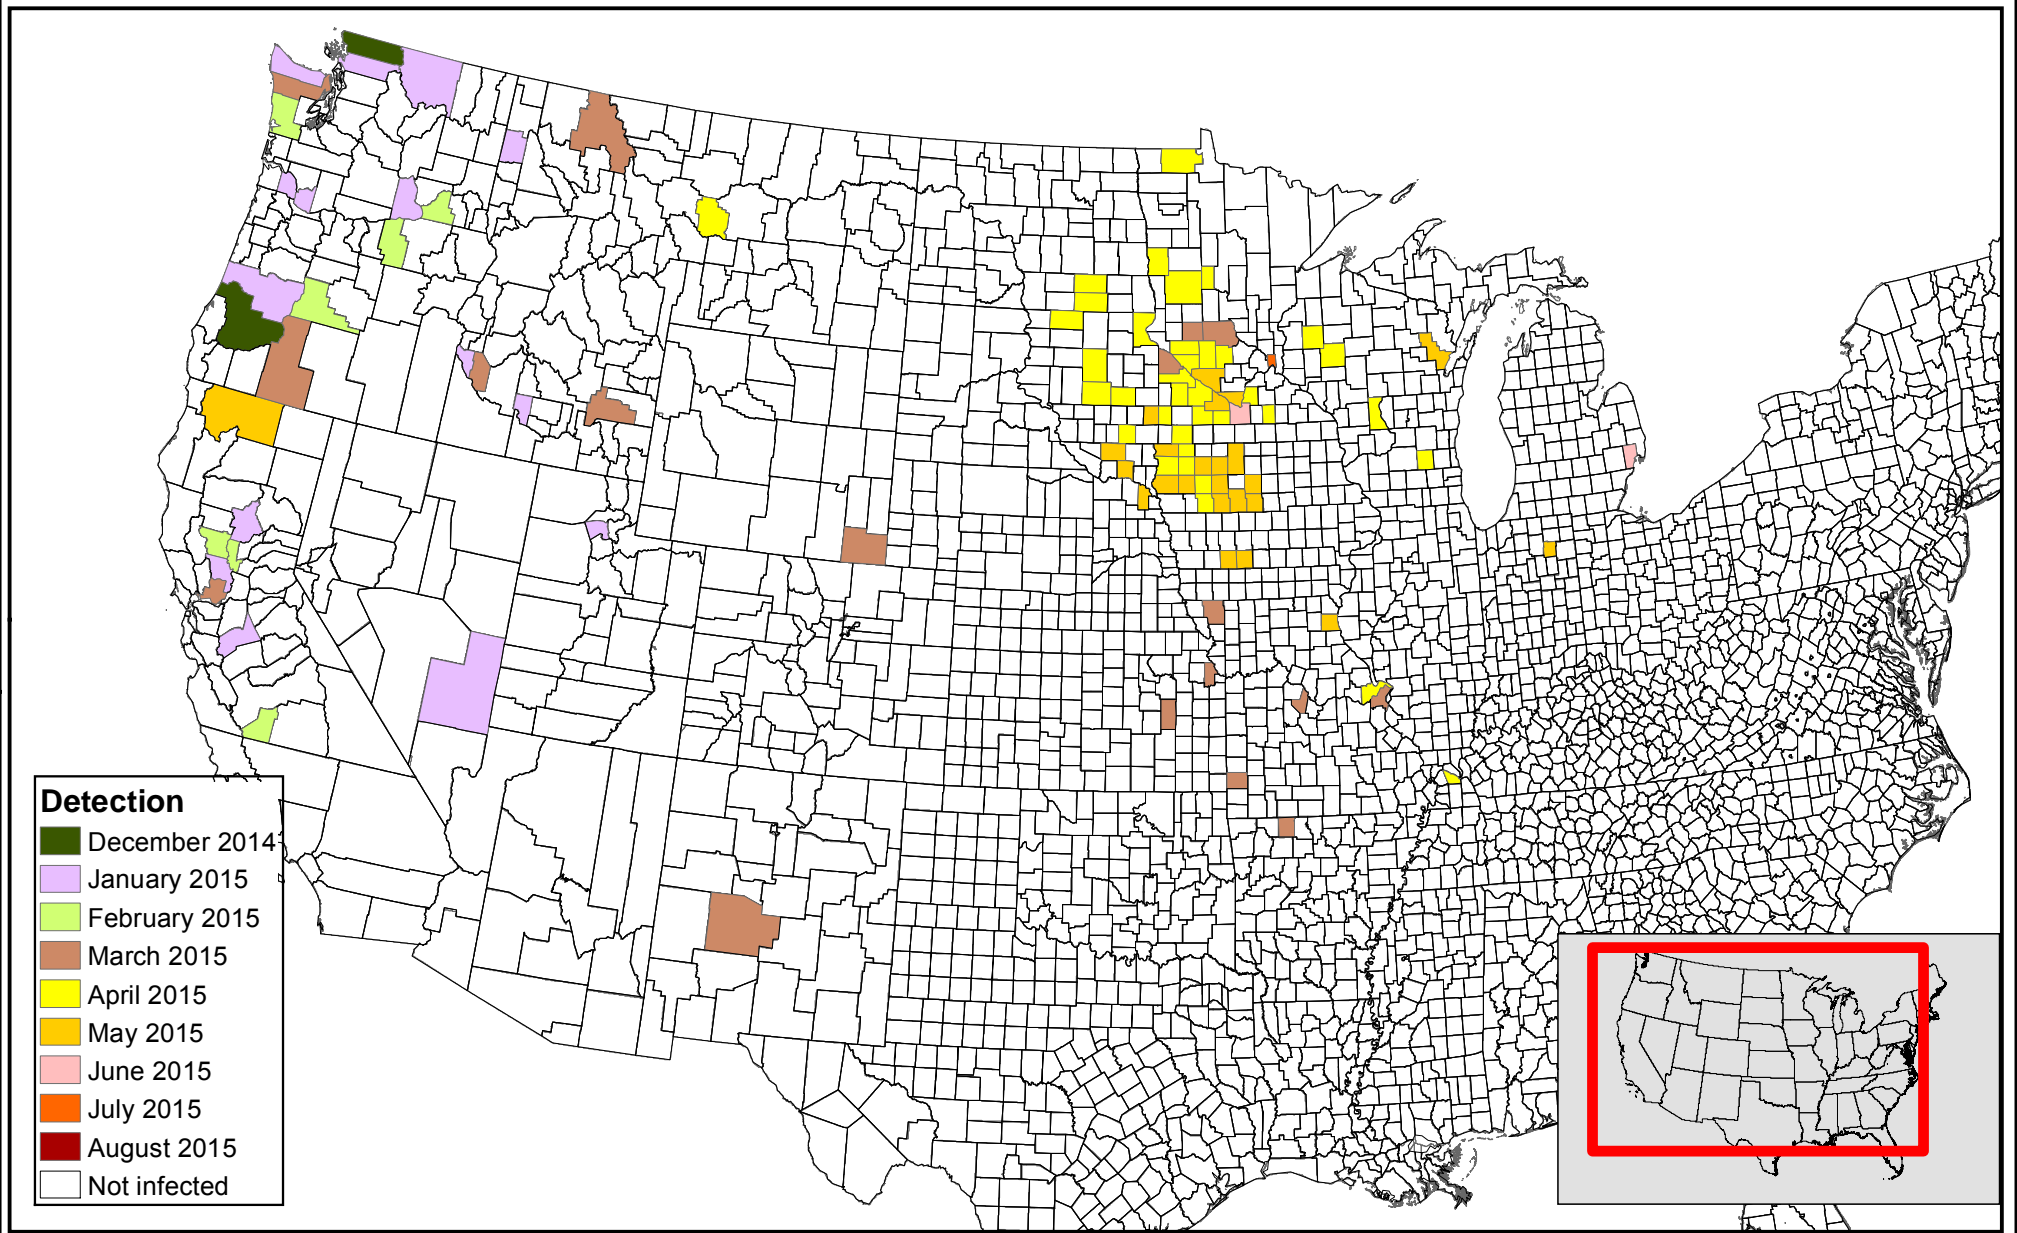 Detection
December 2014
January 2015
February 2015
March 2015
April 2015
May 2015
June 2015
July 2015
August 2015
Not infected